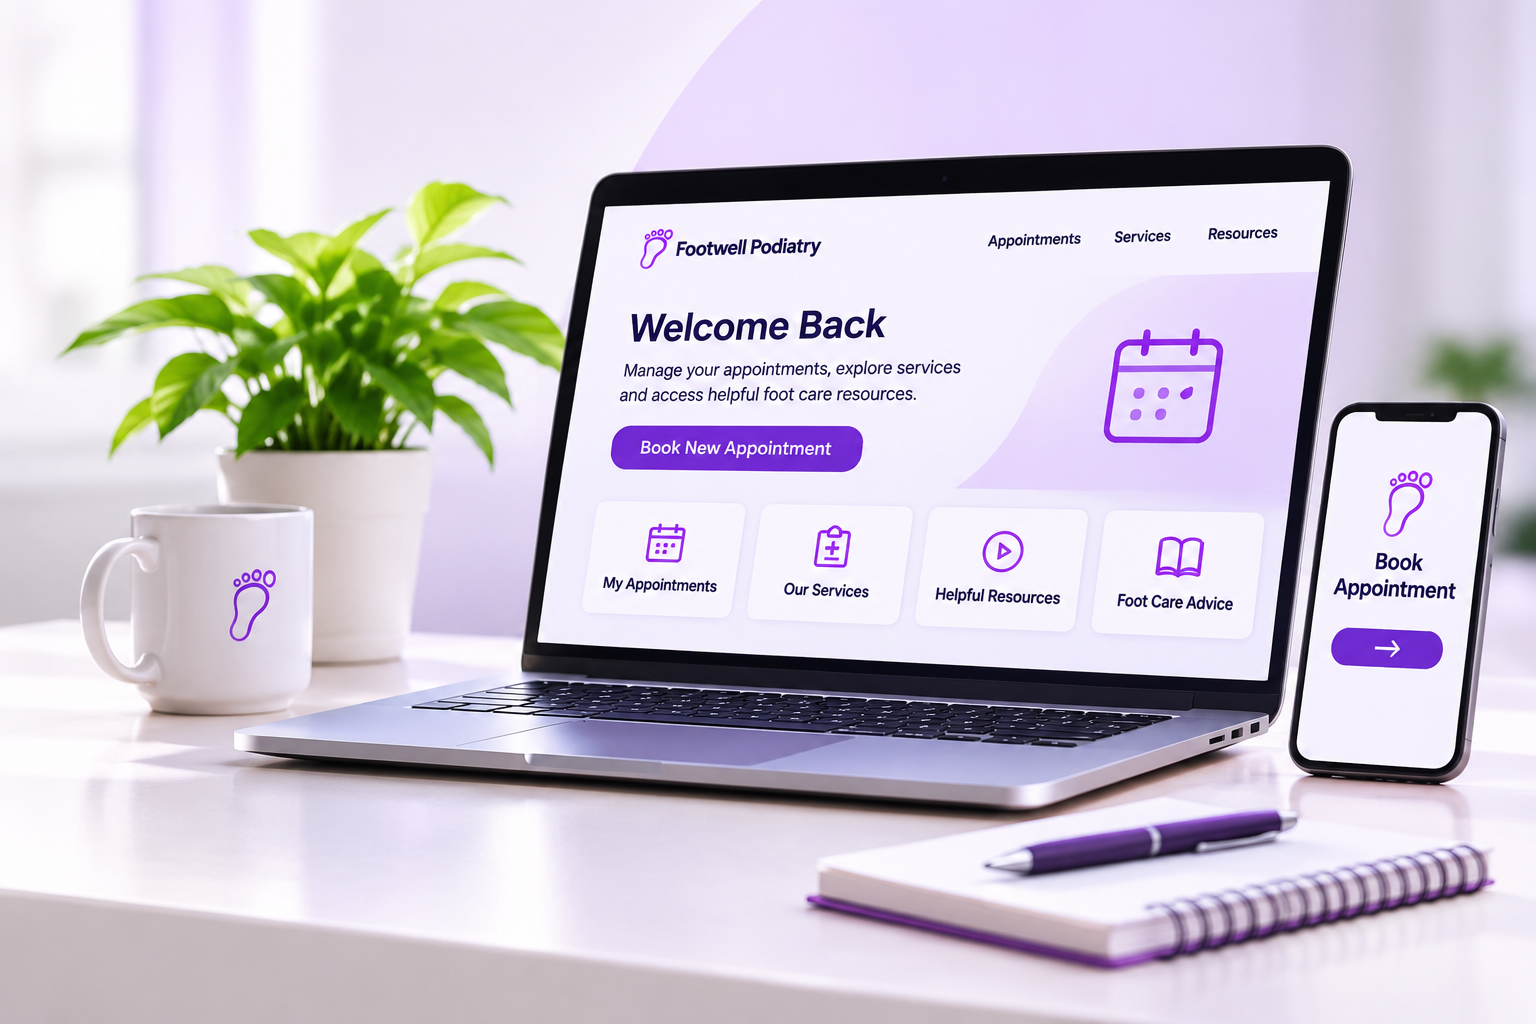 Footwell Podiatry
Appointments
Services
Resources
Welcome Back
Manage your appointments, explore services
and access helpful foot care resources.
Book New Appointment
My Appointments
Our Services
Helpful Resources
Foot Care Advice
Book
Appointment